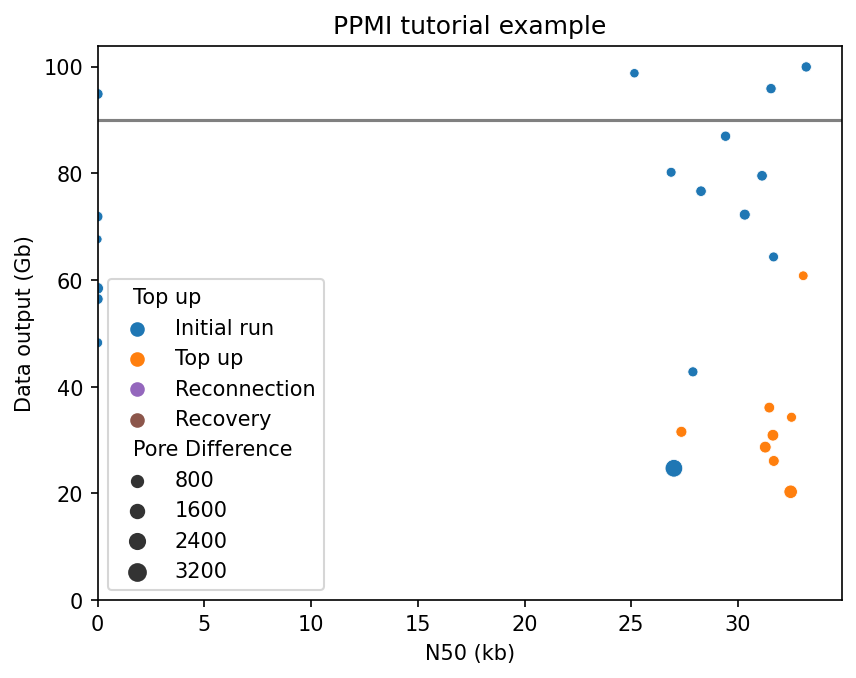 PPMI tutorial example
Data output (Gb)
100
80
60
40
20
0
Top up
Initial run
Top up
Reconnection
Recovery
Pore Difference
800
1600
2400
3200
0 5 10 15 20 25 30
N50 (kb)